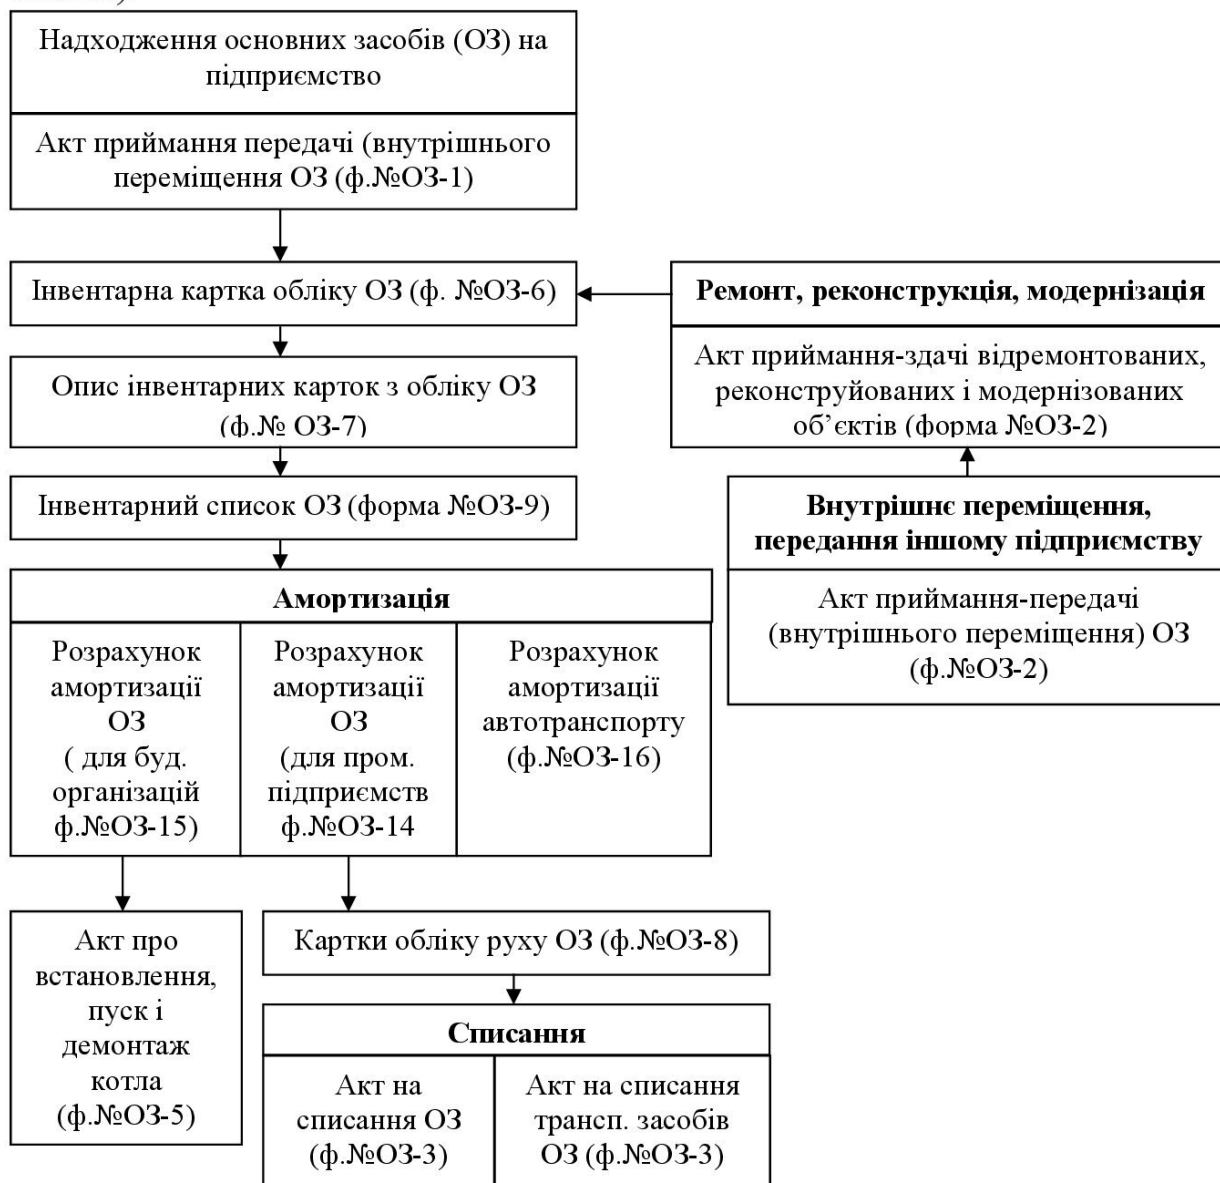 Надходження основних засобів (ОЗ) на
підприємство
Акт приймання передачі (внутрішнього
переміщення ОЗ (ф.№ОЗ-1)
Інвентарна картка обліку ОЗ (ф. №ОЗ-6)
Ремонт, реконструкція, модернізація
Акт приймання-здачі відремонтованих,
реконструйованих і модернізованих
об’єктів (форма №ОЗ-2)
Опис інвентарних карток з обліку ОЗ
(ф.№ ОЗ-7)
Інвентарний список ОЗ (форма №ОЗ-9)
Внутрішнє переміщення,
передання іншому підприємству
Акт приймання-передачі
(внутрішнього переміщення) ОЗ
(ф.№ОЗ-2)
Амортизація
Розрахунок
амортизації
ОЗ
( для буд.
організацій
ф.№ОЗ-15)
Розрахунок
амортизації
ОЗ
(для пром.
підприємств
ф.№ОЗ-14
Розрахунок
амортизації
автотранспорту
(ф.№ОЗ-16)
Акт про
встановлення,
пуск і
демонтаж
котла
(ф.№ОЗ-5)
Картки обліку руху ОЗ (ф.№ОЗ-8)
Списання
Акт на
списання ОЗ
(ф.№ОЗ-3)
Акт на списання
трансп. засобів
ОЗ (ф.№ОЗ-3)